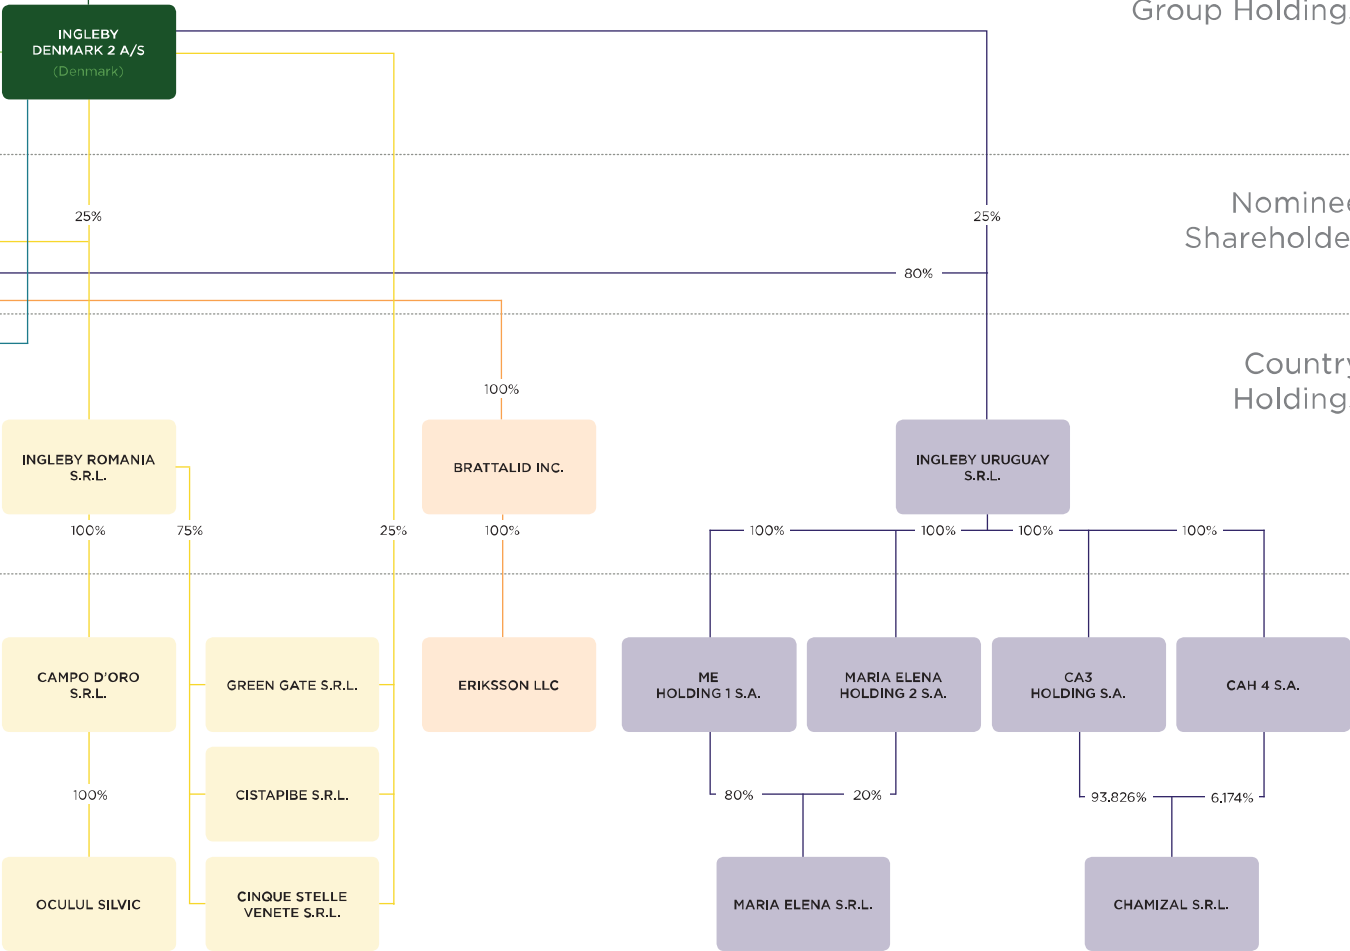 Group Holding
INGLEBY
DENMARK 2 A/S
(Denmark)
25%
25%
Nominee
Shareholde
80%
Country
Holding
100%
INGLEBY ROMANIA
S.R.L.
BRATTALID INC.
INGLEBY URUGUAY
S.R.L.
100%
75%
25%
100%
100%
100%
100%
100%
CAMPO D'ORO
S.R.L.
GREEN GATE S.R.L.
ERIKSSON LLC
ME
HOLDING 1 S.A.
MARIA ELENA
HOLDING 2 S.A.
CA3
HOLDING S.A.
CAH 4 S.A.
100%
CISTAPIBE S.R.L.
80%
20%
93.826%
6.174%
OCULUL SILVIC
CINQUE STELLE
VENETE S.R.L.
MARIA ELENA S.R.L.
CHAMIZAL S.R.L.